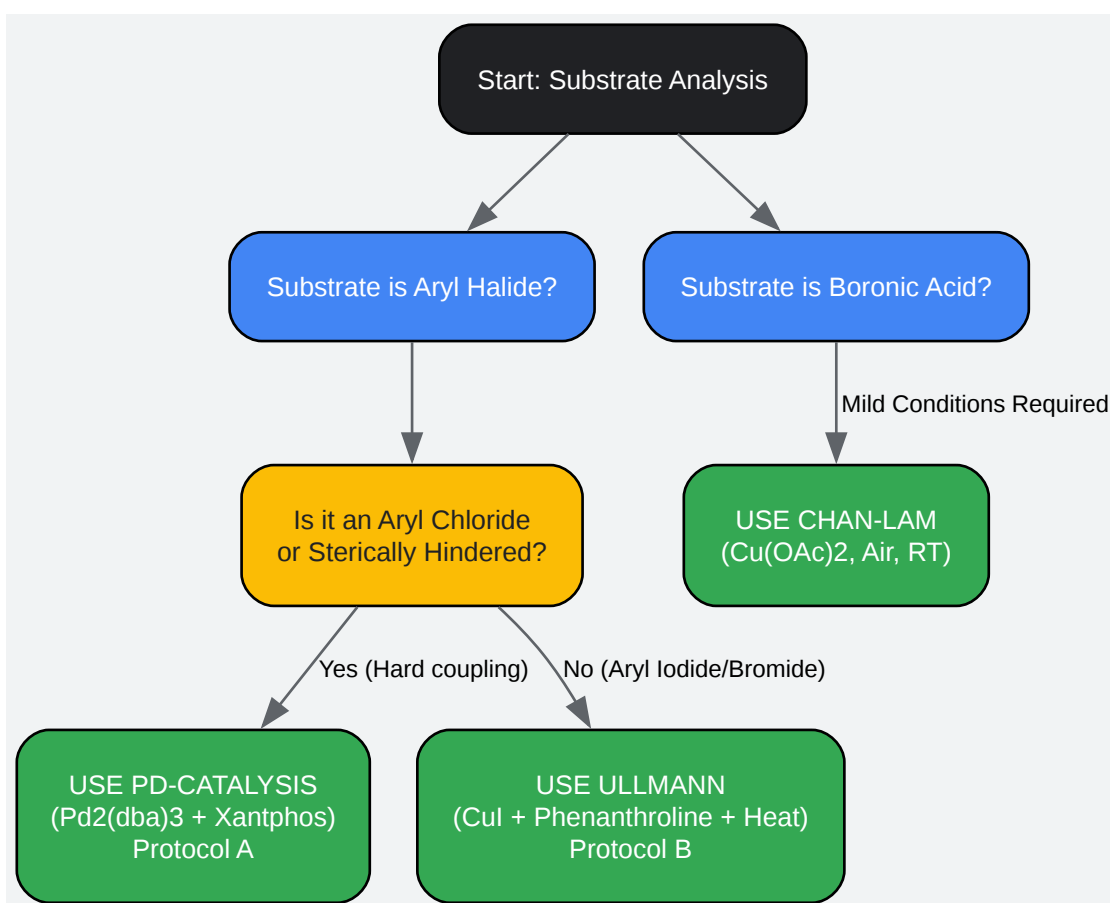 Start: Substrate Analysis
Substrate is Aryl Halide?
Substrate is Boronic Acid?
Mild Conditions Required
Is it an Aryl Chloride
or Sterically Hindered?
USE CHAN-LAM
(Cu(OAc)2, Air, RT)
Yes (Hard coupling)
No (Aryl Iodide/Bromide)
USE PD-CATALYSIS
(Pd2(dba)3 + Xantphos)
Protocol A
USE ULLMANN
(CuI + Phenanthroline + Heat)
Protocol B